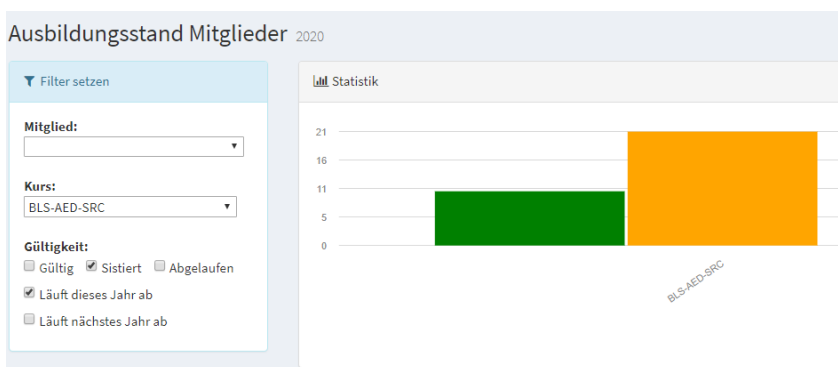 Ausbildungsstand Mitglieder 2020
Filter setzen
Mitglied:
Kurs:
BLS-AED-SRC
Gültigkeit:
Gültig Sistiert Abgelaufen
Läuft dieses Jahr ab
Läuft nächstes Jahr ab
Statistik
21
16
11
5
0
BLS-AED-SRC